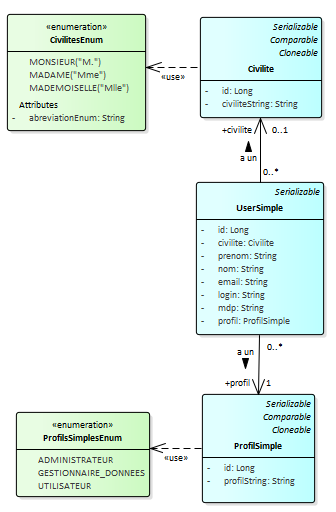 «enumeration»
CivilitesEnum
MONSIEUR("M.")
MADAME("Mme")
MADEMOISELLE("Mlle")
Attributes
- abreviationEnum: String
«use»
Serializable
Comparable
Cloneable
Civilite
- id: Long
- civiliteString: String
+civilite 0..1
a un
0..*
Serializable
UserSimple
- id: Long
- civilite: Civilite
- prenom: String
- nom: String
- email: String
- login: String
- mdp: String
- profil: ProfilSimple
0..*
a un
+profil 1
«enumeration»
ProfilsSimplesEnum
ADMINISTRATEUR
GESTIONNAIRE_DONNEES
UTILISATEUR
«use»
Serializable
Comparable
Cloneable
ProfilSimple
- id: Long
- profilString: String